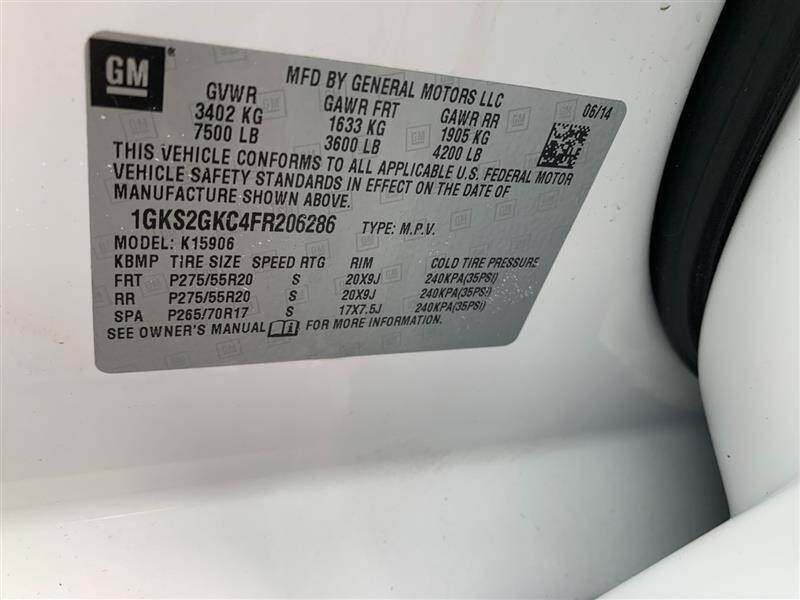 GM ®
MFD BY GENERAL MOTORS LLC 06/14
GVWR GAWR FRT GAWR RR
3402 KG 1633 KG 1905 KG
7500 LB 3600 LB 4200 LB
THIS VEHICLE CONFORMS TO ALL APPLICABLE U.S. FEDERAL MOTOR
VEHICLE SAFETY STANDARDS IN EFFECT ON THE DATE OF
MANUFACTURE SHOWN ABOVE.
1GKS2GKC4FR206286 TYPE: M.P.V.
MODEL: K15906
KBMP TIRE SIZE SPEED RTG RIM COLD TIRE PRESSURE
FRT P275/55R20 S 20X9J 240KPA(35PSI)
RR P275/55R20 S 20X9J 240KPA(35PSI)
SPA P265/70R17 S 17X7.5J 240KPA(35PSI)
SEE OWNER'S MANUAL FOR MORE INFORMATION.